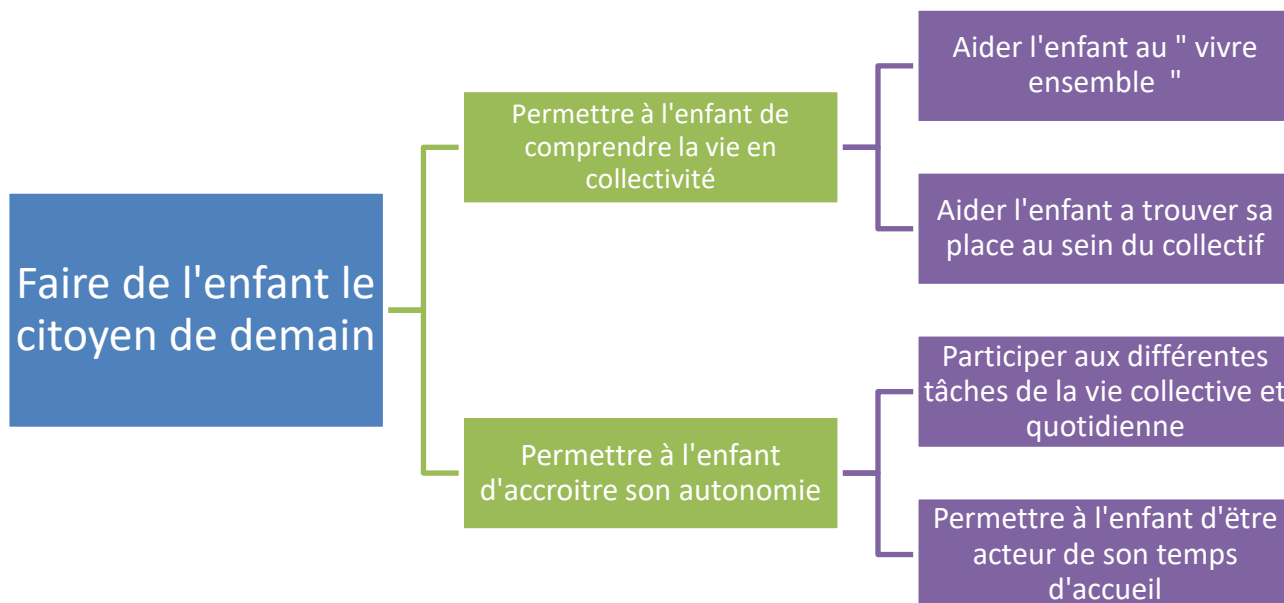 Faire de l'enfant le
citoyen de demain
Permettre à l'enfant de
comprendre la vie en
collectivité
Aider l'enfant au " vivre
ensemble "
Aider l'enfant a trouver sa
place au sein du collectif
Permettre à l'enfant
d'accroitre son autonomie
Participer aux différentes
tâches de la vie collective et
quotidienne
Permettre à l'enfant d'ëtre
acteur de son temps
d'accueil